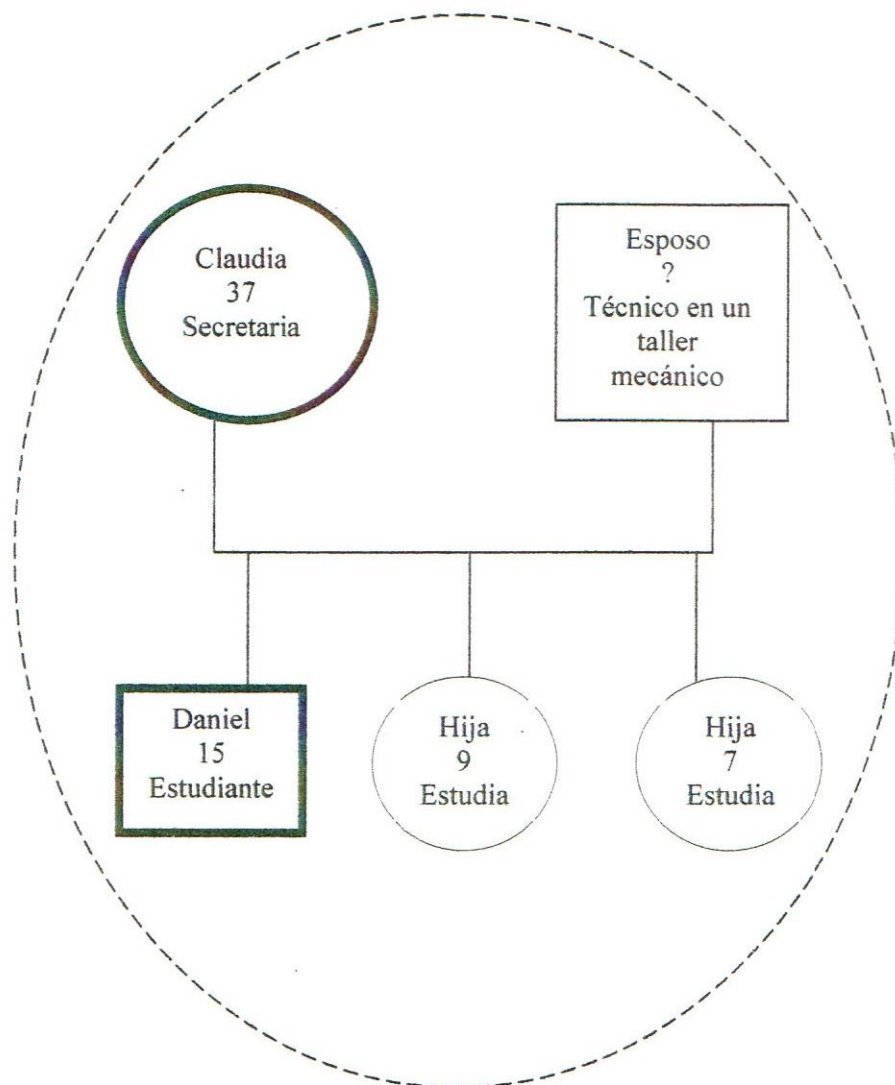 Claudia
37
Secretaria
Esposo
?
Técnico en un
taller
mecánico
Daniel
15
Estudiante
Hija
9
Estudia
Hija
7
Estudia